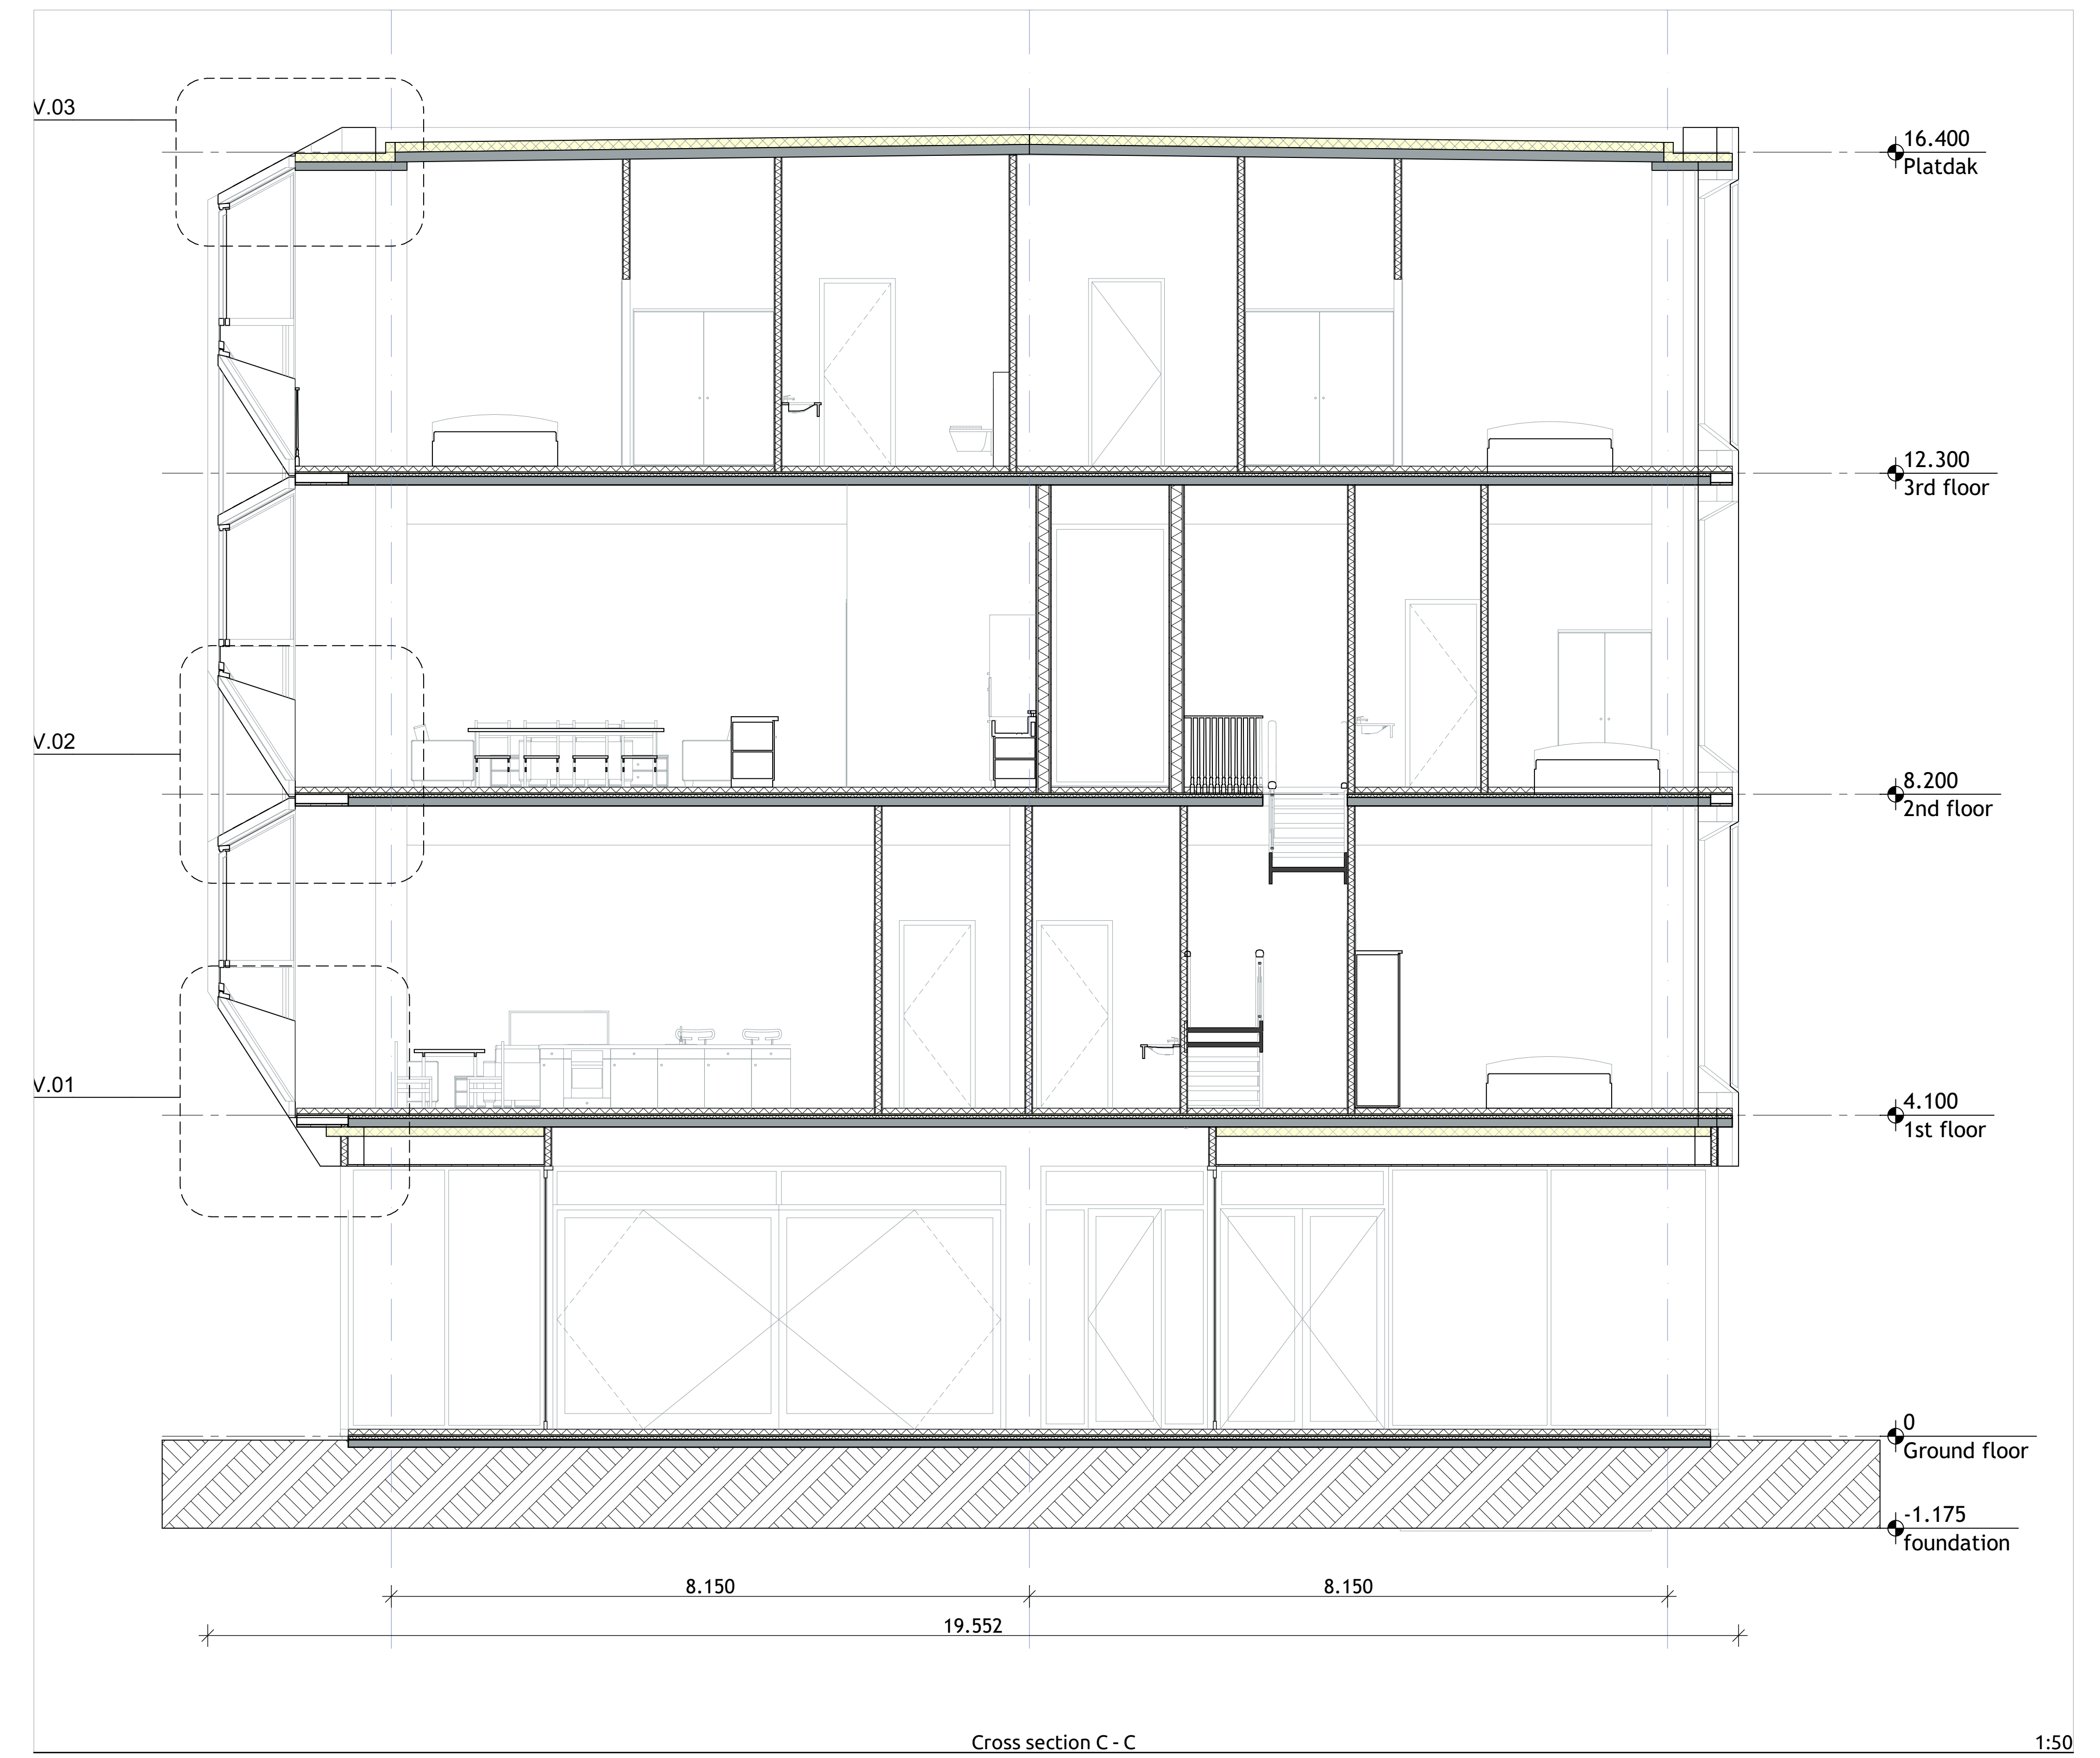 V.03
16.400
Platdak
12.300
3rd floor
V.02
8.200
2nd floor
V.01
4.100
1st floor
0
Ground floor
-1.175
foundation
8.150
8.150
19.552
Cross section C - C
1:50